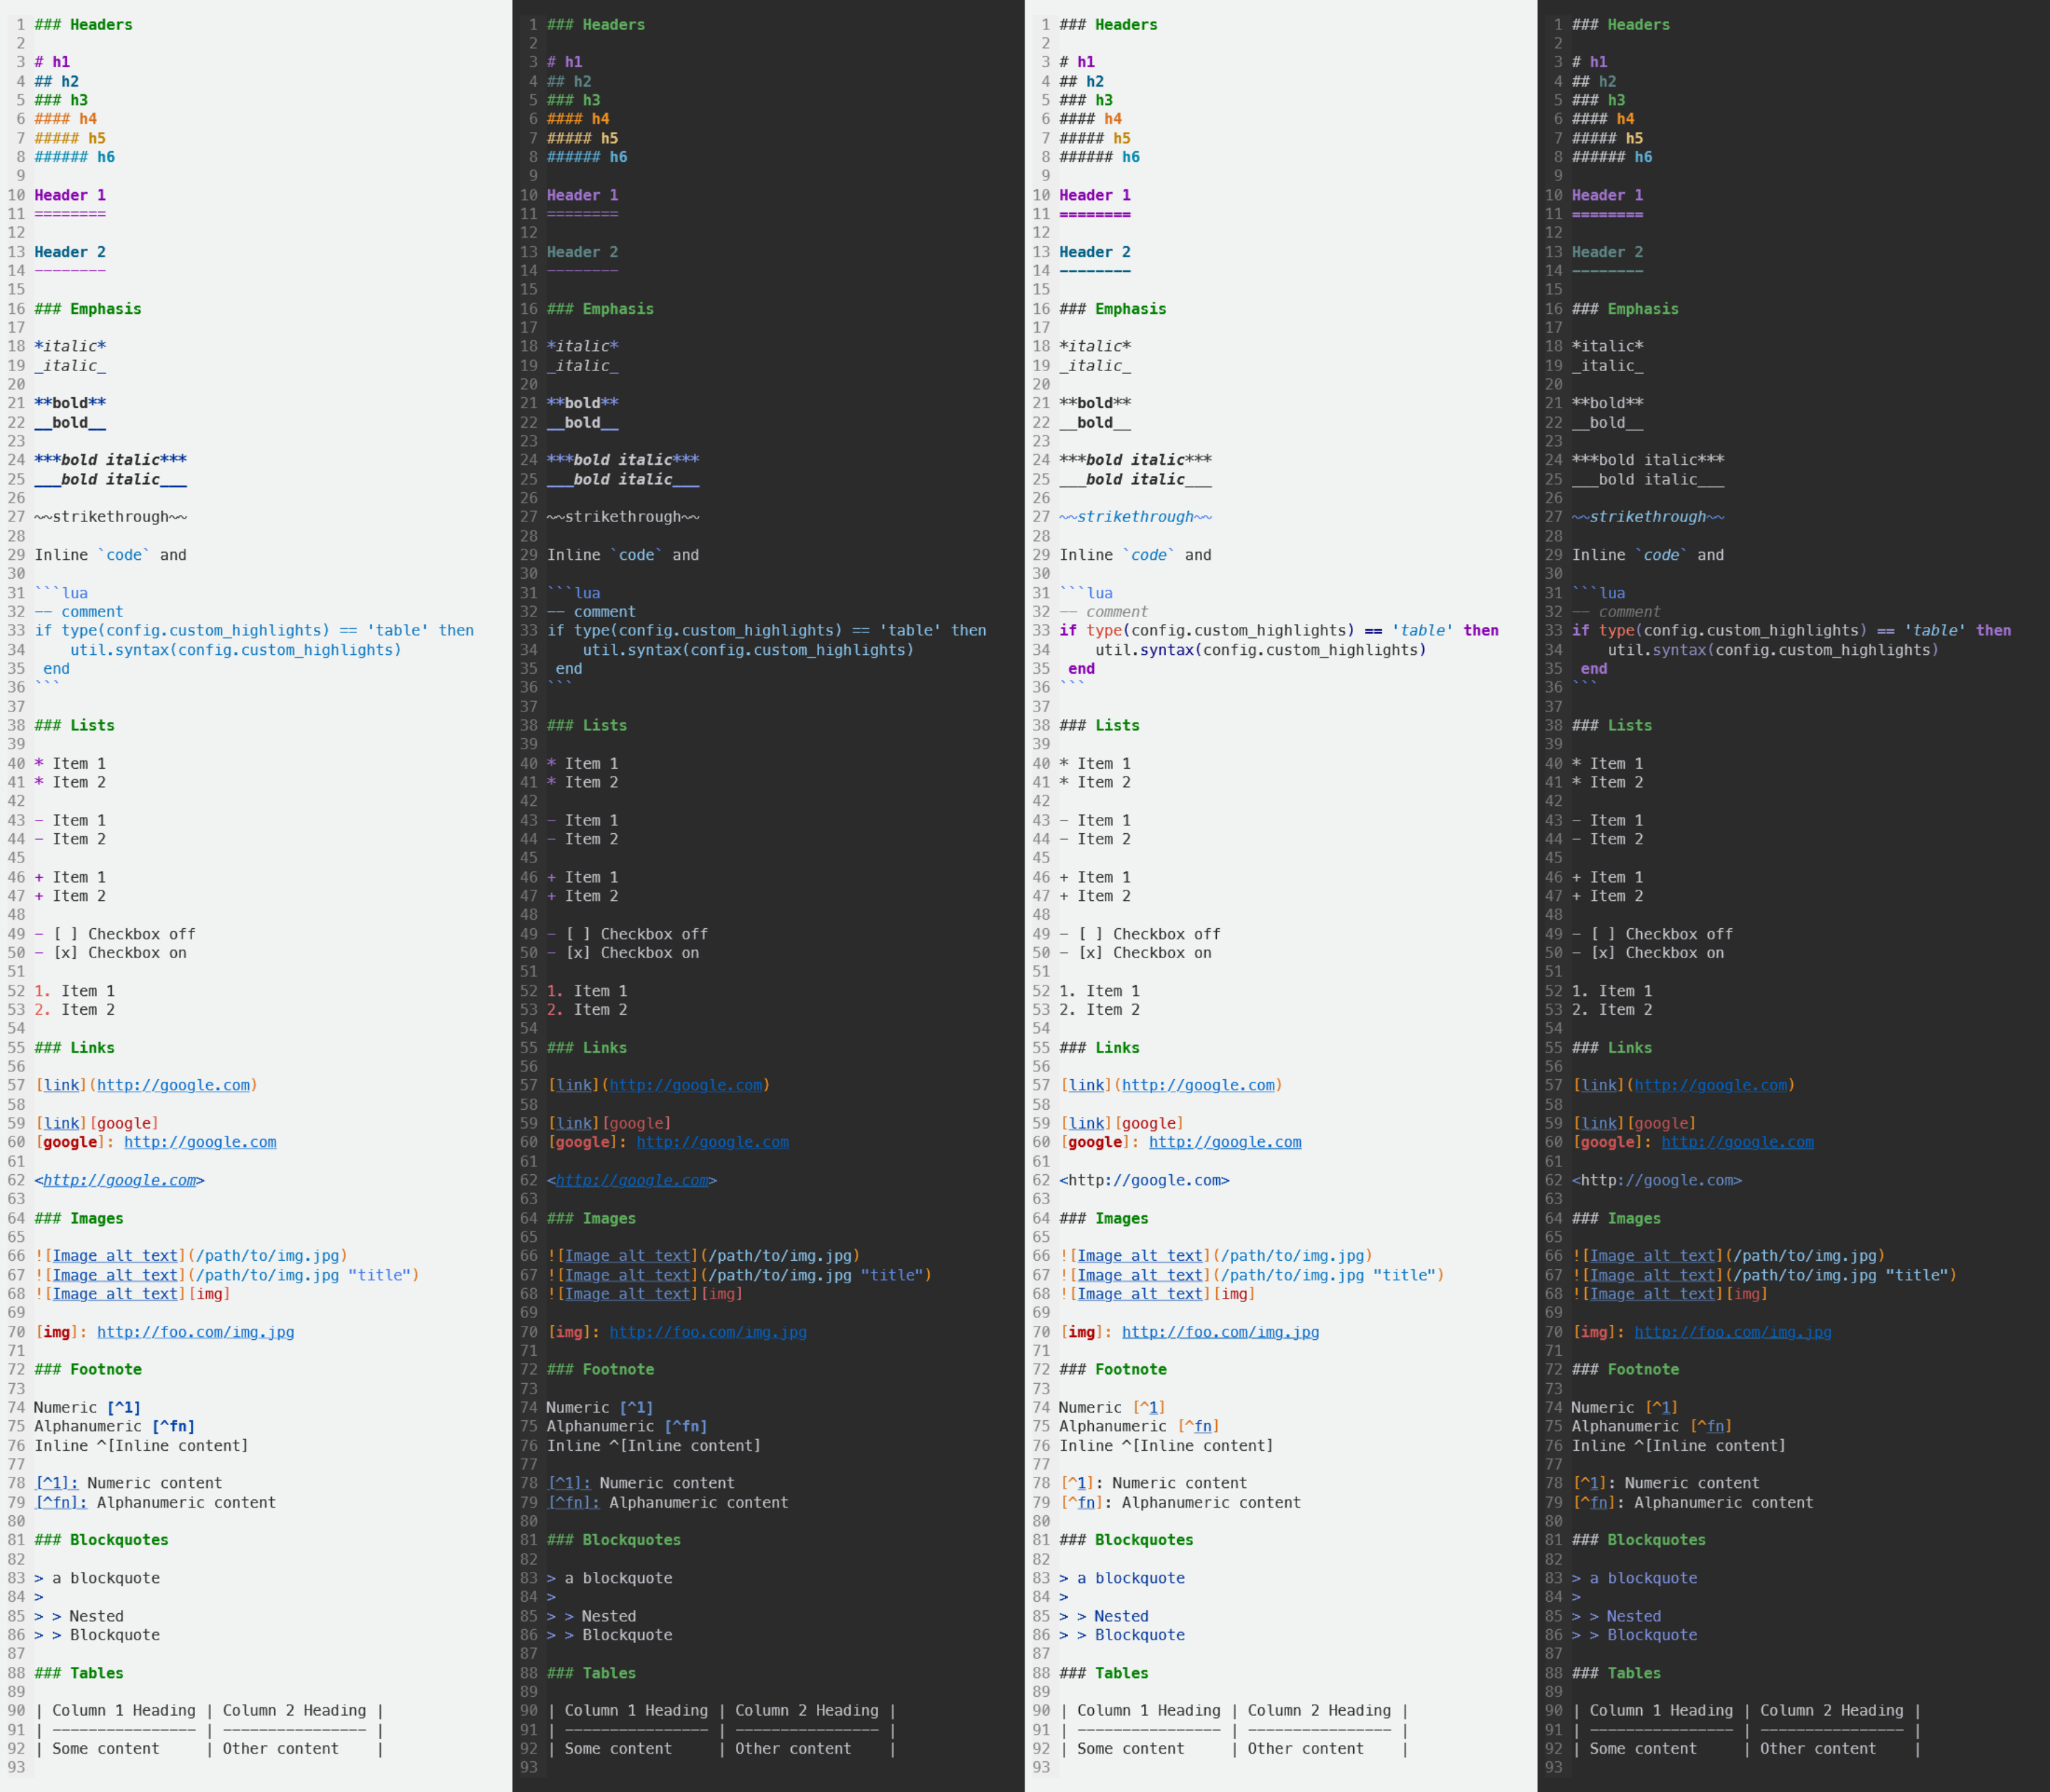 1 ### Headers
2
3 # h1
4 ## h2
5 ### h3
6 #### h4
7 ##### h5
8 ###### h6
9
10 Header 1
11 ========
12
13 Header 2
14 --------
15
16 ### Emphasis
17
18 *italic*
19 _italic_
20
21 **bold**
22 __bold__
23
24 ***bold italic***
25 ___bold italic___
26
27 ~~strikethrough~~
28
29 Inline `code` and
30
31 ```lua
32 -- comment
33 if type(config.custom_highlights) == 'table' then
34     util.syntax(config.custom_highlights)
35  end
36 ```
37
38 ### Lists
39
40 * Item 1
41 * Item 2
42
43 - Item 1
44 - Item 2
45
46 + Item 1
47 + Item 2
48
49 - [ ] Checkbox off
50 - [x] Checkbox on
51
52 1. Item 1
53 2. Item 2
54
55 ### Links
56
57 [link](http://google.com)
58
59 [link][google]
60 [google]: http://google.com
61
62 <http://google.com>
63
64 ### Images
65
66 ![Image alt text](/path/to/img.jpg)
67 ![Image alt text](/path/to/img.jpg "title")
68 ![Image alt text][img]
69
70 [img]: http://foo.com/img.jpg
71
72 ### Footnote
73
74 Numeric [^1]
75 Alphanumeric [^fn]
76 Inline ^[Inline content]
77
78 [^1]: Numeric content
79 [^fn]: Alphanumeric content
80
81 ### Blockquotes
82
83 > a blockquote
84 >
85 > > Nested
86 > > Blockquote
87
88 ### Tables
89
90 | Column 1 Heading | Column 2 Heading |
91 | ---------------- | ---------------- |
92 | Some content     | Other content    |
93
1 ### Headers
2
3 # h1
4 ## h2
5 ### h3
6 #### h4
7 ##### h5
8 ###### h6
9
10 Header 1
11 ========
12
13 Header 2
14 --------
15
16 ### Emphasis
17
18 *italic*
19 _italic_
20
21 **bold**
22 __bold__
23
24 ***bold italic***
25 ___bold italic___
26
27 ~~strikethrough~~
28
29 Inline `code` and
30
31 ```lua
32 -- comment
33 if type(config.custom_highlights) == 'table' then
34     util.syntax(config.custom_highlights)
35  end
36 ```
37
38 ### Lists
39
40 * Item 1
41 * Item 2
42
43 - Item 1
44 - Item 2
45
46 + Item 1
47 + Item 2
48
49 - [ ] Checkbox off
50 - [x] Checkbox on
51
52 1. Item 1
53 2. Item 2
54
55 ### Links
56
57 [link](http://google.com)
58
59 [link][google]
60 [google]: http://google.com
61
62 <http://google.com>
63
64 ### Images
65
66 ![Image alt text](/path/to/img.jpg)
67 ![Image alt text](/path/to/img.jpg "title")
68 ![Image alt text][img]
69
70 [img]: http://foo.com/img.jpg
71
72 ### Footnote
73
74 Numeric [^1]
75 Alphanumeric [^fn]
76 Inline ^[Inline content]
77
78 [^1]: Numeric content
79 [^fn]: Alphanumeric content
80
81 ### Blockquotes
82
83 > a blockquote
84 >
85 > > Nested
86 > > Blockquote
87
88 ### Tables
89
90 | Column 1 Heading | Column 2 Heading |
91 | ---------------- | ---------------- |
92 | Some content     | Other content    |
93
1 ### Headers
2
3 # h1
4 ## h2
5 ### h3
6 #### h4
7 ##### h5
8 ###### h6
9
10 Header 1
11 ========
12
13 Header 2
14 --------
15
16 ### Emphasis
17
18 *italic*
19 _italic_
20
21 **bold**
22 __bold__
23
24 ***bold italic***
25 ___bold italic___
26
27 ~~strikethrough~~
28
29 Inline `code` and
30
31 ```lua
32 -- comment
33 if type(config.custom_highlights) == 'table' then
34     util.syntax(config.custom_highlights)
35  end
36 ```
37
38 ### Lists
39
40 * Item 1
41 * Item 2
42
43 - Item 1
44 - Item 2
45
46 + Item 1
47 + Item 2
48
49 - [ ] Checkbox off
50 - [x] Checkbox on
51
52 1. Item 1
53 2. Item 2
54
55 ### Links
56
57 [link](http://google.com)
58
59 [link][google]
60 [google]: http://google.com
61
62 <http://google.com>
63
64 ### Images
65
66 ![Image alt text](/path/to/img.jpg)
67 ![Image alt text](/path/to/img.jpg "title")
68 ![Image alt text][img]
69
70 [img]: http://foo.com/img.jpg
71
72 ### Footnote
73
74 Numeric [^1]
75 Alphanumeric [^fn]
76 Inline ^[Inline content]
77
78 [^1]: Numeric content
79 [^fn]: Alphanumeric content
80
81 ### Blockquotes
82
83 > a blockquote
84 >
85 > > Nested
86 > > Blockquote
87
88 ### Tables
89
90 | Column 1 Heading | Column 2 Heading |
91 | ---------------- | ---------------- |
92 | Some content     | Other content    |
93
1 ### Headers
2
3 # h1
4 ## h2
5 ### h3
6 #### h4
7 ##### h5
8 ###### h6
9
10 Header 1
11 ========
12
13 Header 2
14 --------
15
16 ### Emphasis
17
18 *italic*
19 _italic_
20
21 **bold**
22 __bold__
23
24 ***bold italic***
25 ___bold italic___
26
27 ~~strikethrough~~
28
29 Inline `code` and
30
31 ```lua
32 -- comment
33 if type(config.custom_highlights) == 'table' then
34     util.syntax(config.custom_highlights)
35  end
36 ```
37
38 ### Lists
39
40 * Item 1
41 * Item 2
42
43 - Item 1
44 - Item 2
45
46 + Item 1
47 + Item 2
48
49 - [ ] Checkbox off
50 - [x] Checkbox on
51
52 1. Item 1
53 2. Item 2
54
55 ### Links
56
57 [link](http://google.com)
58
59 [link][google]
60 [google]: http://google.com
61
62 <http://google.com>
63
64 ### Images
65
66 ![Image alt text](/path/to/img.jpg)
67 ![Image alt text](/path/to/img.jpg "title")
68 ![Image alt text][img]
69
70 [img]: http://foo.com/img.jpg
71
72 ### Footnote
73
74 Numeric [^1]
75 Alphanumeric [^fn]
76 Inline ^[Inline content]
77
78 [^1]: Numeric content
79 [^fn]: Alphanumeric content
80
81 ### Blockquotes
82
83 > a blockquote
84 >
85 > > Nested
86 > > Blockquote
87
88 ### Tables
89
90 | Column 1 Heading | Column 2 Heading |
91 | ---------------- | ---------------- |
92 | Some content     | Other content    |
93